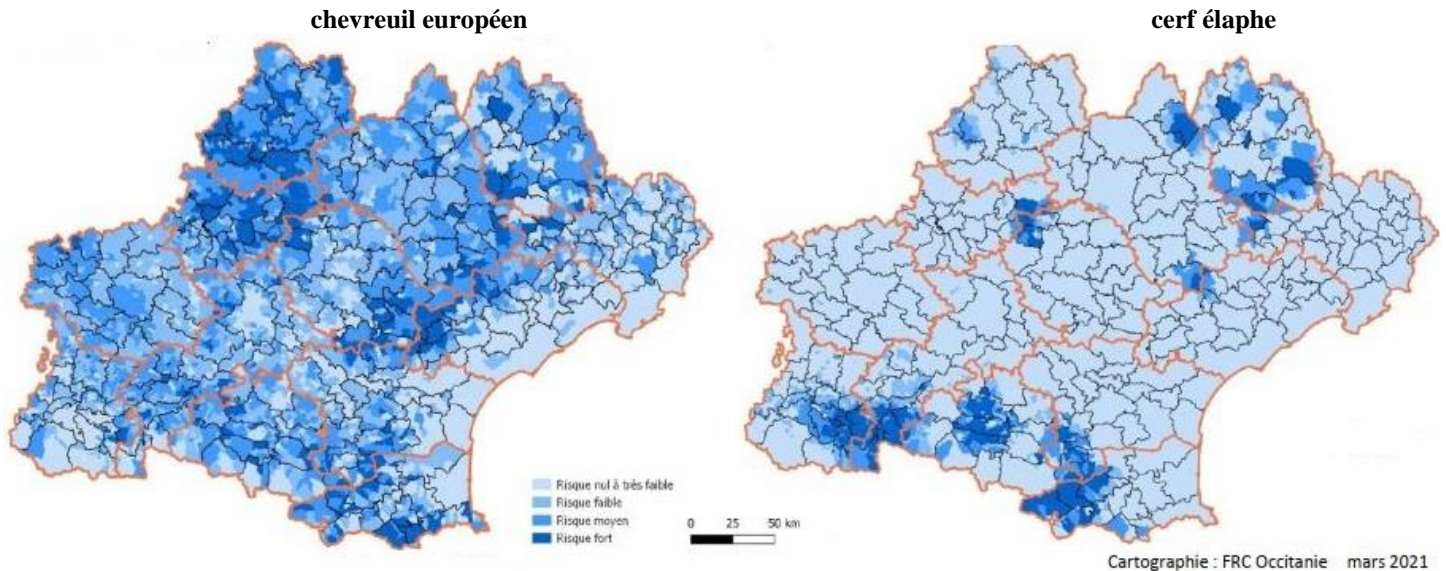 chevreuil européen
cerf élaphe
Risque nul à très faible
Risque faible
Risque moyen
Risque fort
0 25 50 km
Cartographie : FRC Occitanie mars 2021